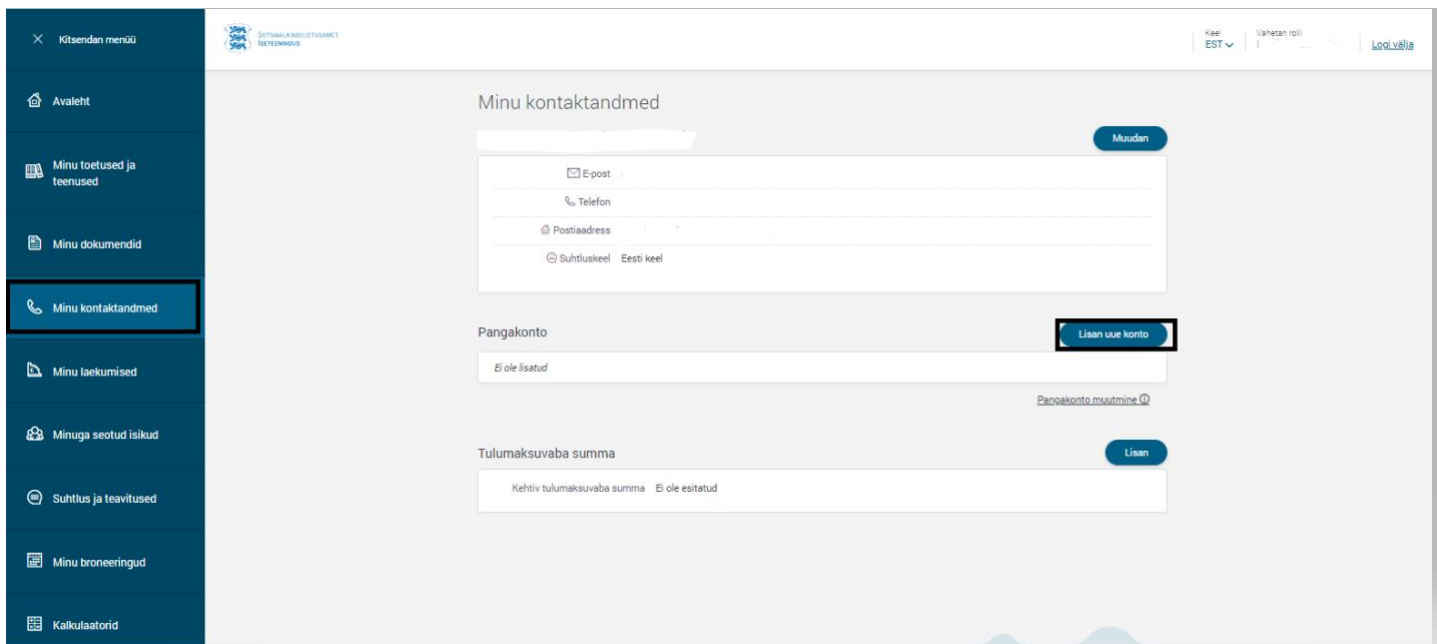 Kitsendan menüü
SOTSIAALKINDLUSTUSAMET
ISETEENINDUS
Keel
EST
Vahetan rolli
Logi välja
Avaleht
Minu toetused ja
teenused
Minu dokumendid
Minu kontaktandmed
Minu laekumised
Minuga seotud isikud
Suhtlus ja teavitused
Minu broneeringud
Kalkulaatorid
Minu kontaktandmed
Muudan
E-post
Telefon
Postiaadress
Suhtluskeel Eesti keel
Pangakonto
Lisan uue konto
Ei ole lisatud
Pangakonto muutmine
Tulumaksuvaba summa
Lisan
Kehtiv tulumaksuvaba summa Ei ole esitatud